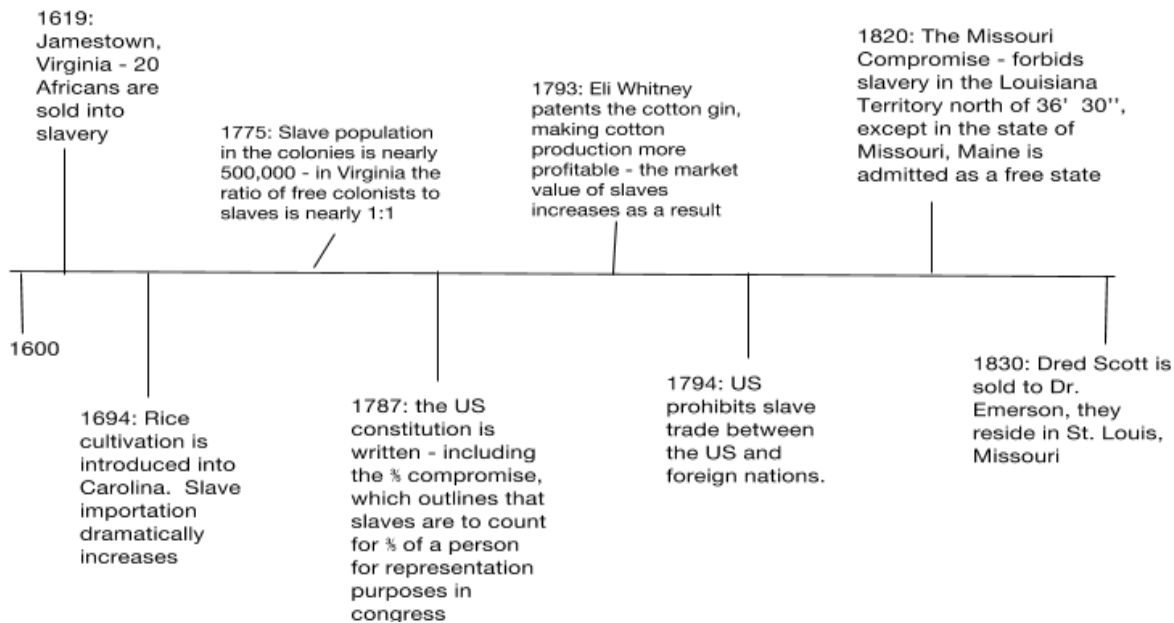 1619:
Jamestown,
Virginia - 20
Africans are
sold into
slavery
1775: Slave population
in the colonies is nearly
500,000 - in Virginia the
ratio of free colonists to
slaves is nearly 1:1
1793: Eli Whitney
patents the cotton gin,
making cotton
production more
profitable - the market
value of slaves
increases as a result
1820: The Missouri
Compromise - forbids
slavery in the Louisiana
Territory north of 36' 30'',
except in the state of
Missouri, Maine is
admitted as a free state
1600
1694: Rice
cultivation is
introduced into
Carolina. Slave
importation
dramatically
increases
1787: the US
constitution is
written - including
the ⅗ compromise,
which outlines that
slaves are to count
for ⅗ of a person
for representation
purposes in
congress
1794: US
prohibits slave
trade between
the US and
foreign nations.
1830: Dred Scott is
sold to Dr.
Emerson, they
reside in St. Louis,
Missouri